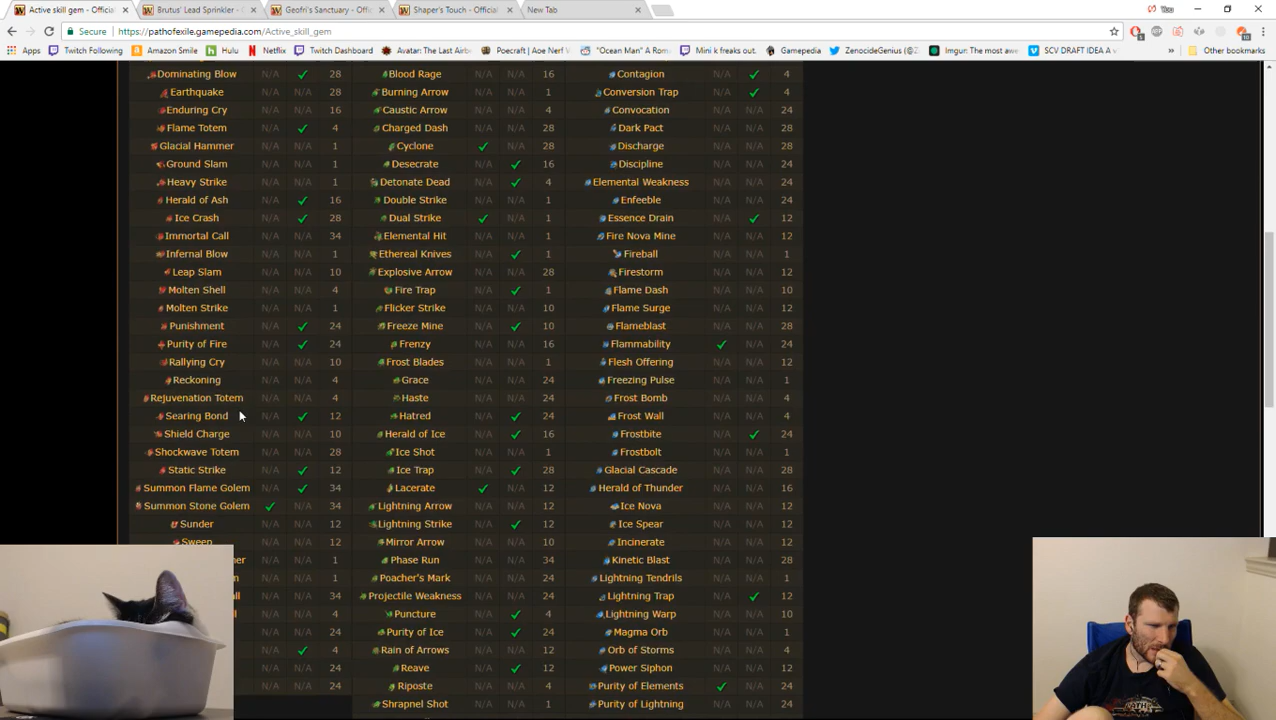 Active skill gem - Offici
Brutus' Lead Sprinkler -
Geofri's Sanctuary - Offi
Shaper's Touch - Official
New Tab
Secure
https://pathofexile.gamepedia.com/Active_skill_gem
Apps Twitch Following Amazon Smile Hulu Netflix Twitch Dashboard Avatar: The Last Airb Poecraft | Aoe Nerf "Ocean Man" A Rom Mini k freaks out. Gamepedia ZenocideGenius (@Z Imgur: The most awe SCV DRAFT IDEA A » Other bookmarks
Dominating Blow N/A ✓ 28 Blood Rage N/A N/A 16 Contagion N/A ✓ 4
Earthquake N/A N/A 28 Burning Arrow N/A N/A 1 Conversion Trap N/A ✓ 4
Enduring Cry N/A N/A 16 Caustic Arrow N/A N/A 4 Convocation N/A N/A 24
Flame Totem N/A ✓ 4 Charged Dash N/A N/A 28 Dark Pact N/A N/A 28
Glacial Hammer N/A N/A 1 Cyclone ✓ N/A 28 Discharge N/A N/A 28
Ground Slam N/A N/A 1 Desecrate N/A ✓ 16 Discipline N/A N/A 24
Heavy Strike N/A N/A 1 Detonate Dead N/A ✓ 4 Elemental Weakness N/A N/A 24
Herald of Ash N/A ✓ 16 Double Strike N/A N/A 1 Enfeeble N/A N/A 24
Ice Crash N/A ✓ 28 Dual Strike ✓ N/A 1 Essence Drain N/A ✓ 12
Immortal Call N/A N/A 34 Elemental Hit N/A N/A 1 Fire Nova Mine N/A N/A 12
Infernal Blow N/A N/A 1 Ethereal Knives N/A ✓ 4 Fireball N/A N/A 1
Leap Slam N/A N/A 10 Explosive Arrow N/A N/A 28 Firestorm N/A N/A 12
Molten Shell N/A N/A 4 Fire Trap N/A ✓ 1 Flame Dash N/A N/A 10
Molten Strike N/A N/A 1 Flicker Strike N/A N/A 10 Flame Surge N/A N/A 12
Punishment N/A ✓ 24 Freeze Mine N/A ✓ 10 Flameblast N/A N/A 28
Purity of Fire N/A ✓ 24 Frenzy N/A N/A 16 Flammability ✓ N/A 24
Rallying Cry N/A N/A 10 Frost Blades N/A N/A 1 Flesh Offering N/A N/A 12
Reckoning N/A N/A 4 Grace N/A N/A 24 Freezing Pulse N/A N/A 1
Rejuvenation Totem N/A N/A 4 Haste N/A N/A 24 Frost Bomb N/A N/A 4
Searing Bond N/A ✓ 12 Hatred N/A ✓ 24 Frost Wall N/A N/A 4
Shield Charge N/A N/A 10 Herald of Ice N/A ✓ 16 Frostbite N/A ✓ 24
Shockwave Totem N/A N/A 28 Ice Shot N/A N/A 1 Frostbolt N/A N/A 1
Static Strike N/A ✓ 12 Ice Trap N/A ✓ 28 Glacial Cascade N/A N/A 28
Summon Flame Golem N/A ✓ 34 Lacerate ✓ N/A 12 Herald of Thunder N/A N/A 16
Summon Stone Golem ✓ N/A 34 Lightning Arrow N/A N/A 12 Ice Nova N/A N/A 12
Sunder N/A N/A 12 Lightning Strike N/A ✓ 12 Ice Spear N/A N/A 12
Sweep N/A N/A 12 Mirror Arrow N/A N/A 10 Incinerate N/A N/A 12
N/A N/A 1 Phase Run N/A N/A 34 Kinetic Blast N/A N/A 28
N/A N/A 1 Poacher's Mark N/A N/A 24 Lightning Tendrils N/A N/A 1
N/A N/A 34 Projectile Weakness N/A N/A 24 Lightning Trap N/A ✓ 12
N/A N/A 4 Puncture N/A ✓ 4 Lightning Warp N/A N/A 10
N/A N/A 24 Purity of Ice N/A ✓ 24 Magma Orb N/A N/A 1
N/A ✓ 4 Rain of Arrows N/A N/A 12 Orb of Storms N/A N/A 4
N/A N/A 24 Reave N/A ✓ 12 Power Siphon N/A N/A 12
N/A N/A 24 Riposte N/A N/A 4 Purity of Elements ✓ N/A 24
Shrapnel Shot N/A N/A 1 Purity of Lightning N/A N/A 24